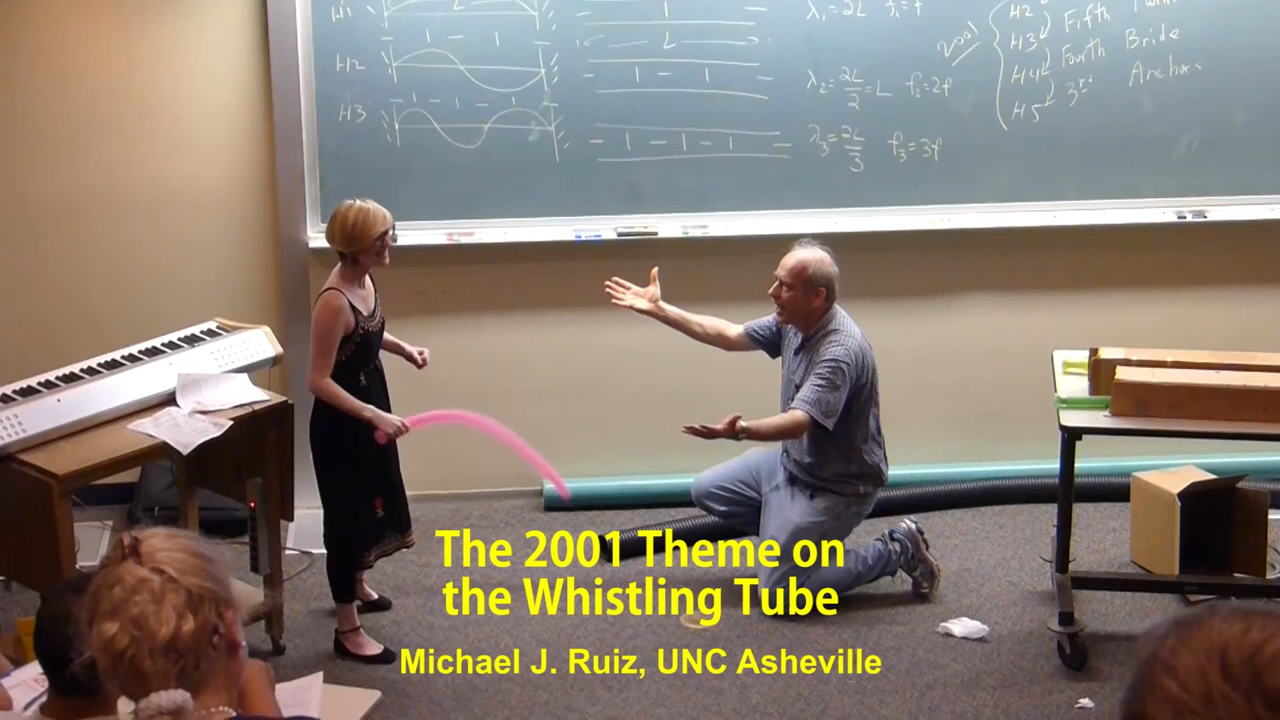 H1
λ₁=2L f₁=f
L
H2
λ₂=2L/2=L f₂=2f
H3
λ₃=2L/3 f₃=3f
2001
H2
H3 Fifth
H4 Fourth Bride
H5 3rd Anchors
The 2001 Theme on
the Whistling Tube
Michael J. Ruiz, UNC Asheville